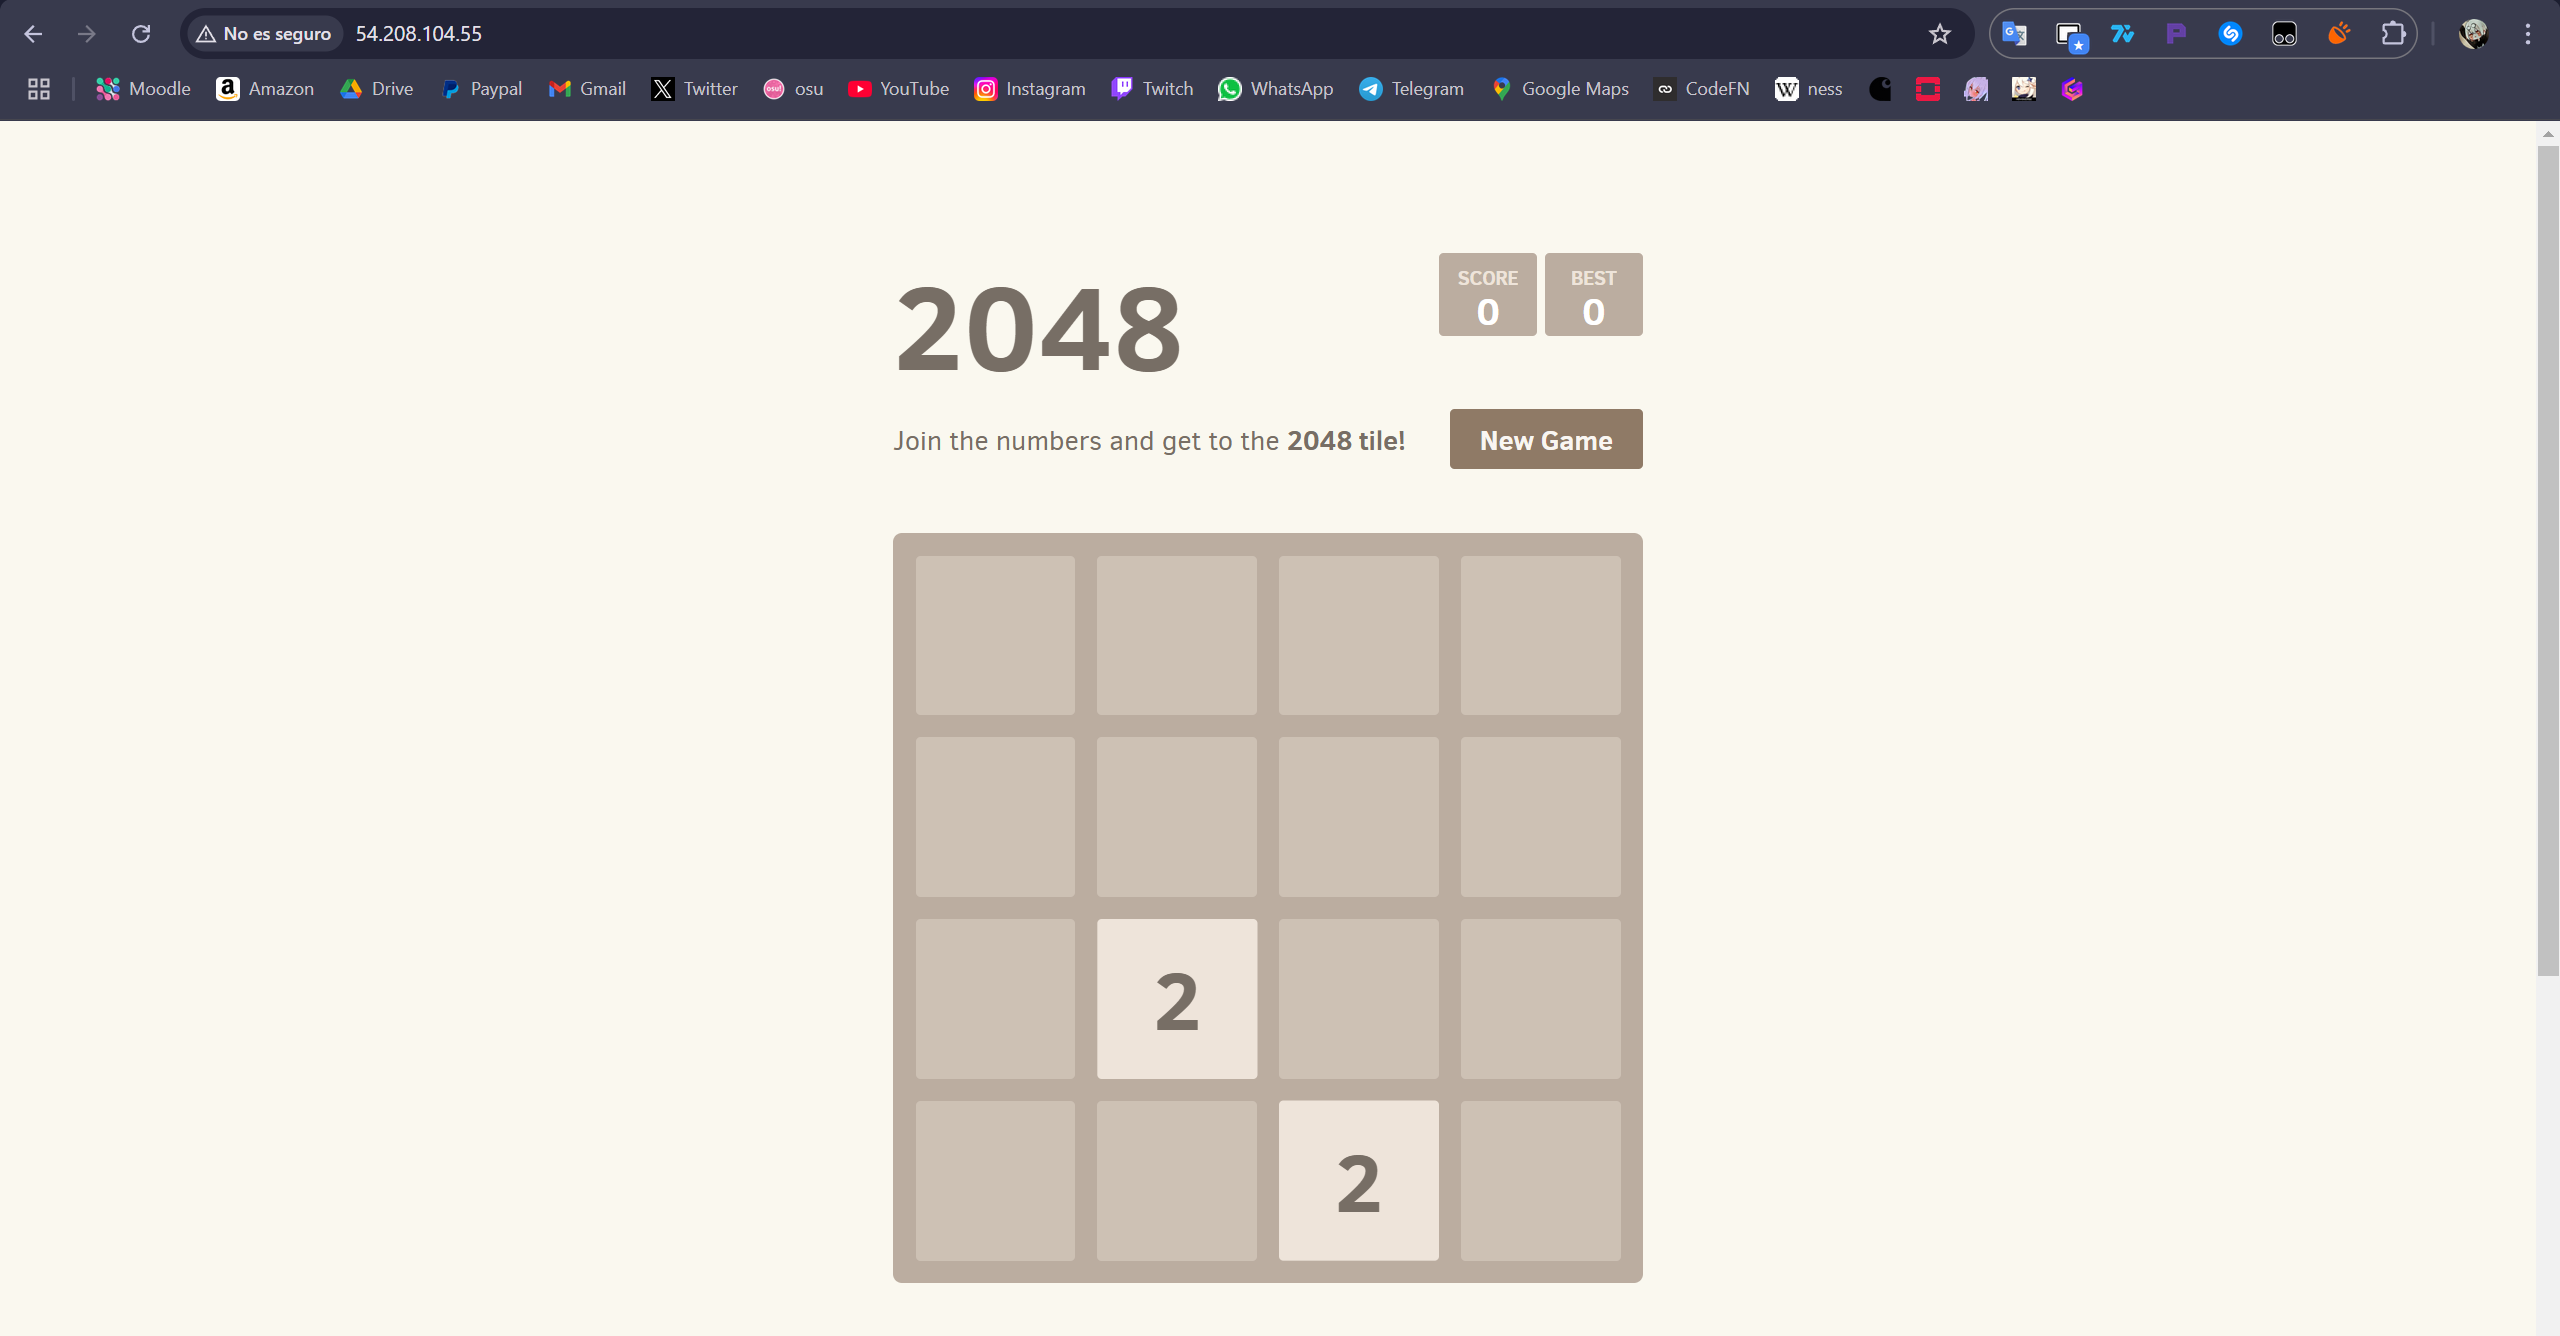 No es seguro 54.208.104.55
Moodle Amazon Drive Paypal Gmail Twitter osu YouTube Instagram Twitch WhatsApp Telegram Google Maps CodeFN ness
2048
SCORE BEST
0 0
Join the numbers and get to the 2048 tile! New Game
2
2